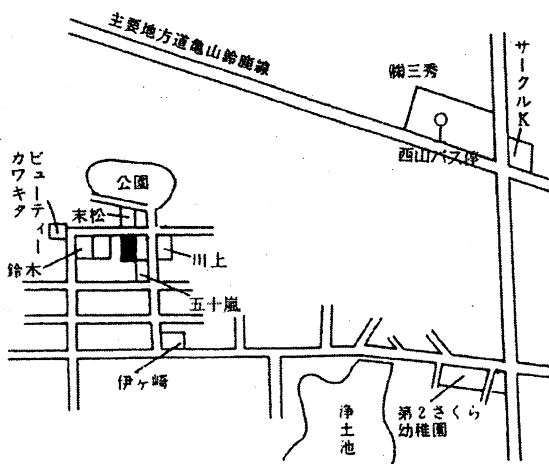 主要地方道亀山鈴鹿線
㈱三秀
サークルK
西山バス停
ビューティー
カワキタ
公園
末松
鈴木
川上
五十嵐
伊ヶ崎
浄土池
第2さくら
幼稚園